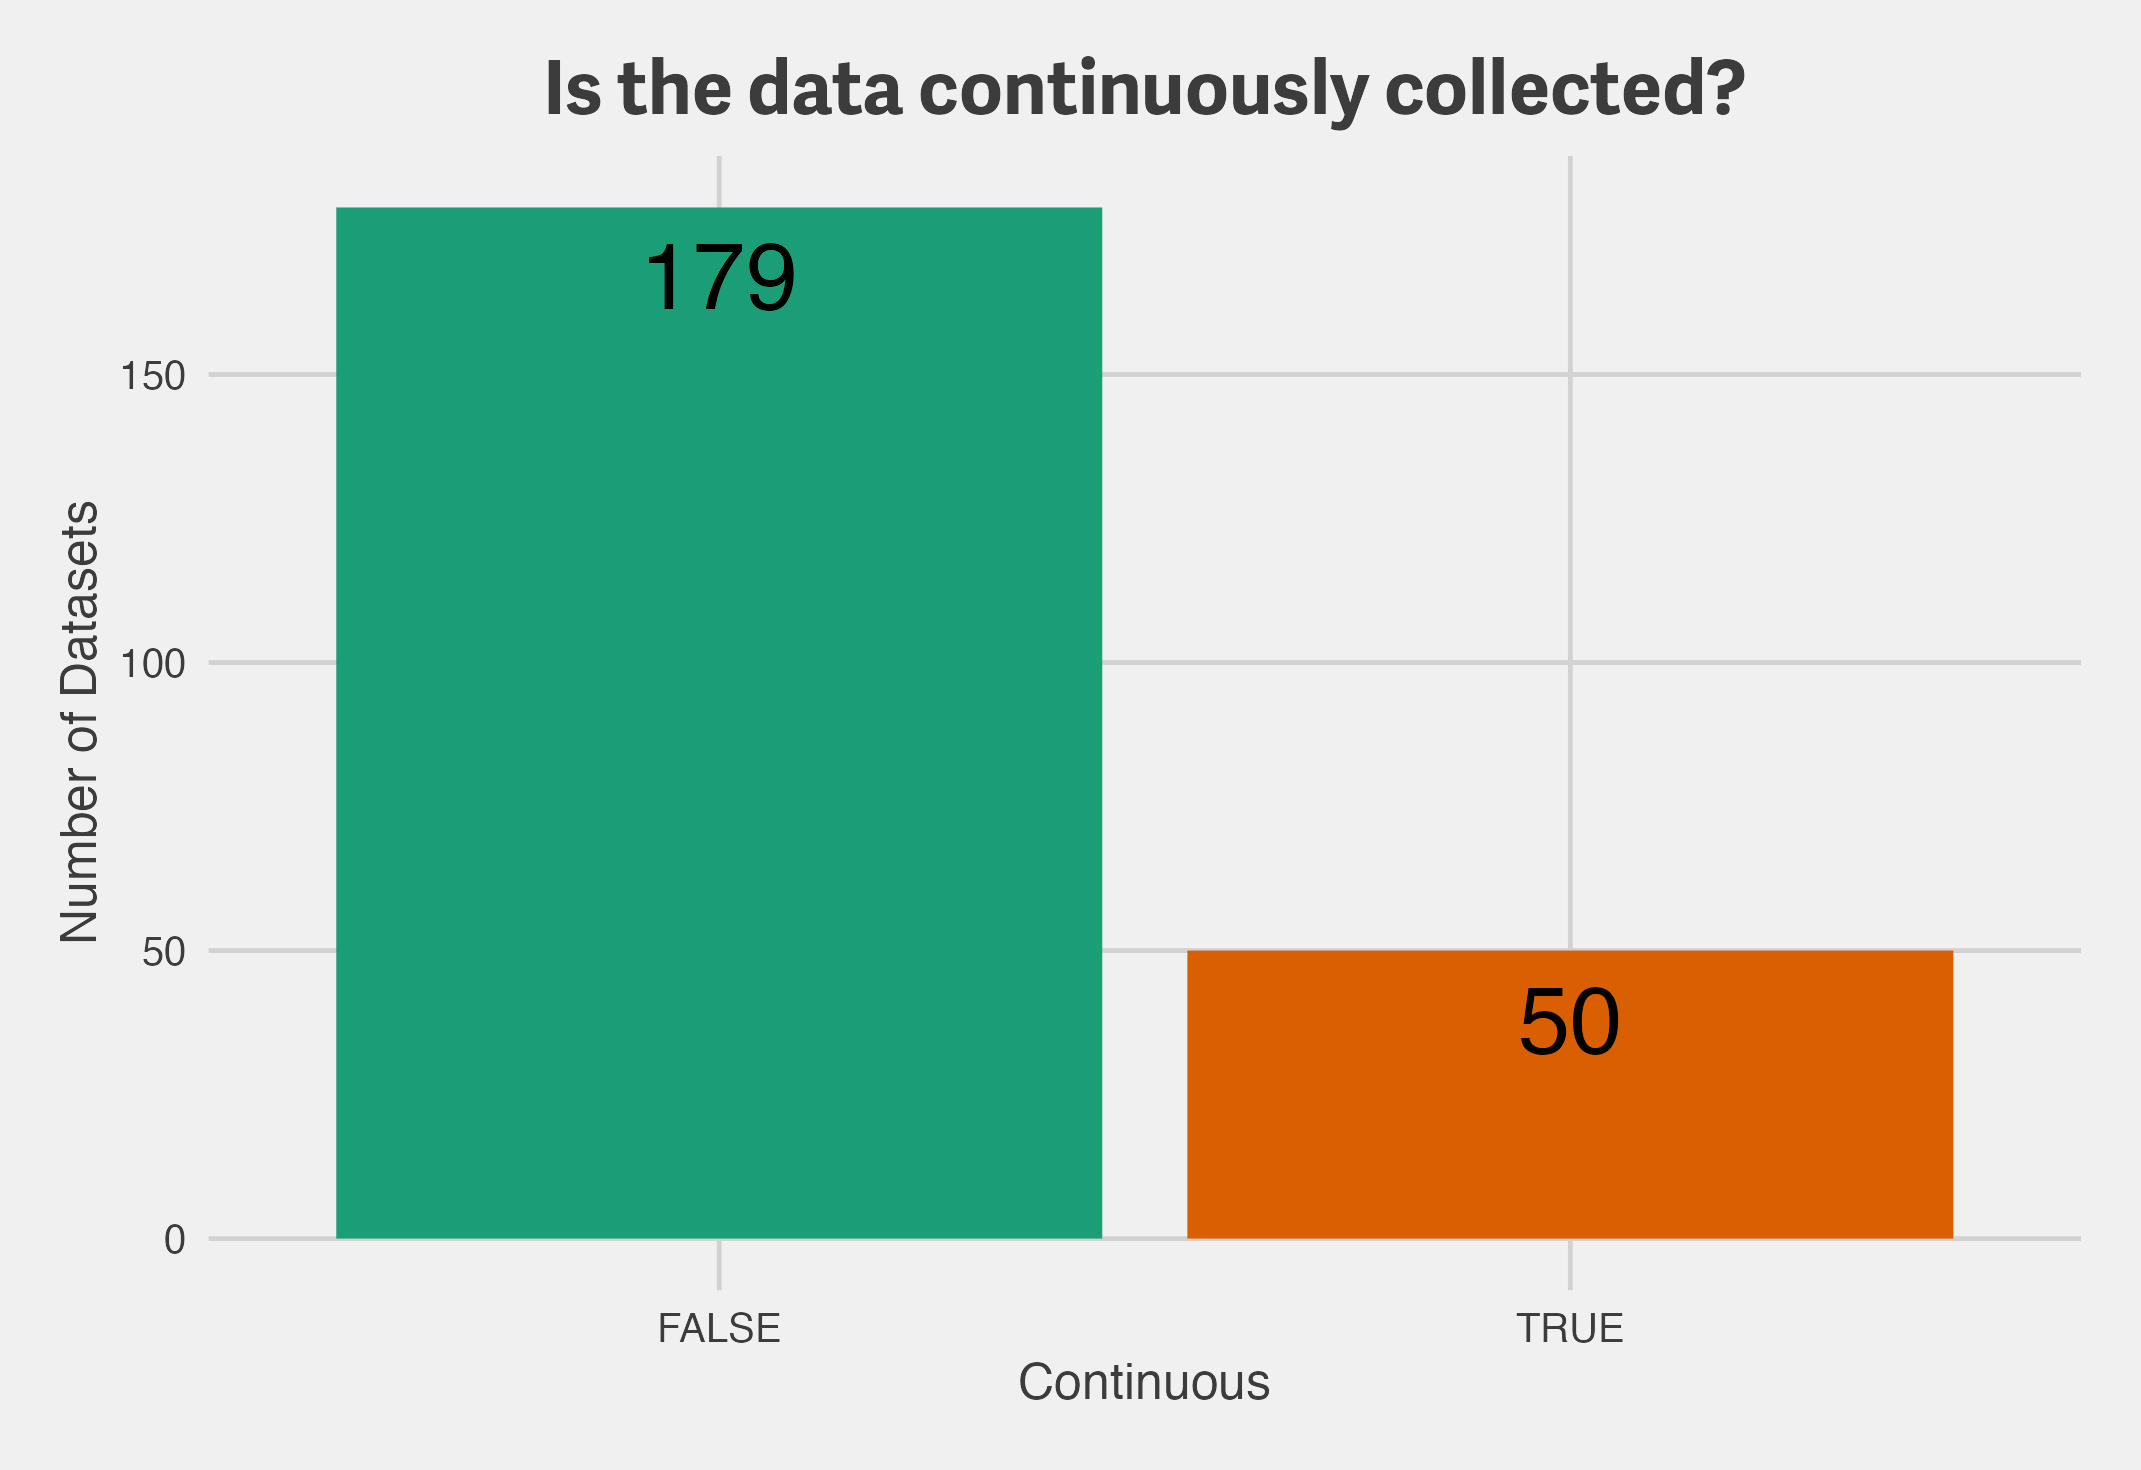 Is the data continuously collected?
179
150
100
50
50
0
Number of Datasets
FALSE
TRUE
Continuous